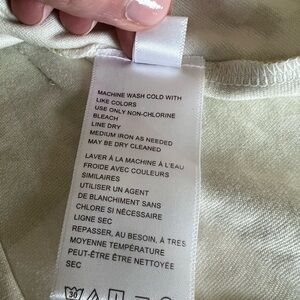 MACHINE WASH COLD WITH
LIKE COLORS
USE ONLY NON-CHLORINE
BLEACH
LINE DRY
MEDIUM IRON AS NEEDED
MAY BE DRY CLEANED
LAVER À LA MACHINE À L'EAU
FROIDE AVEC COULEURS
SIMILAIRES
UTILISER UN AGENT
DE BLANCHIMENT SANS
CHLORE SI NÉCESSAIRE
LIGNE SEC
REPASSER, AU BESOIN, À TRÈS
MOYENNE TEMPÉRATURE
PEUT-ÊTRE ÊTRE NETTOYÉE
SEC
30